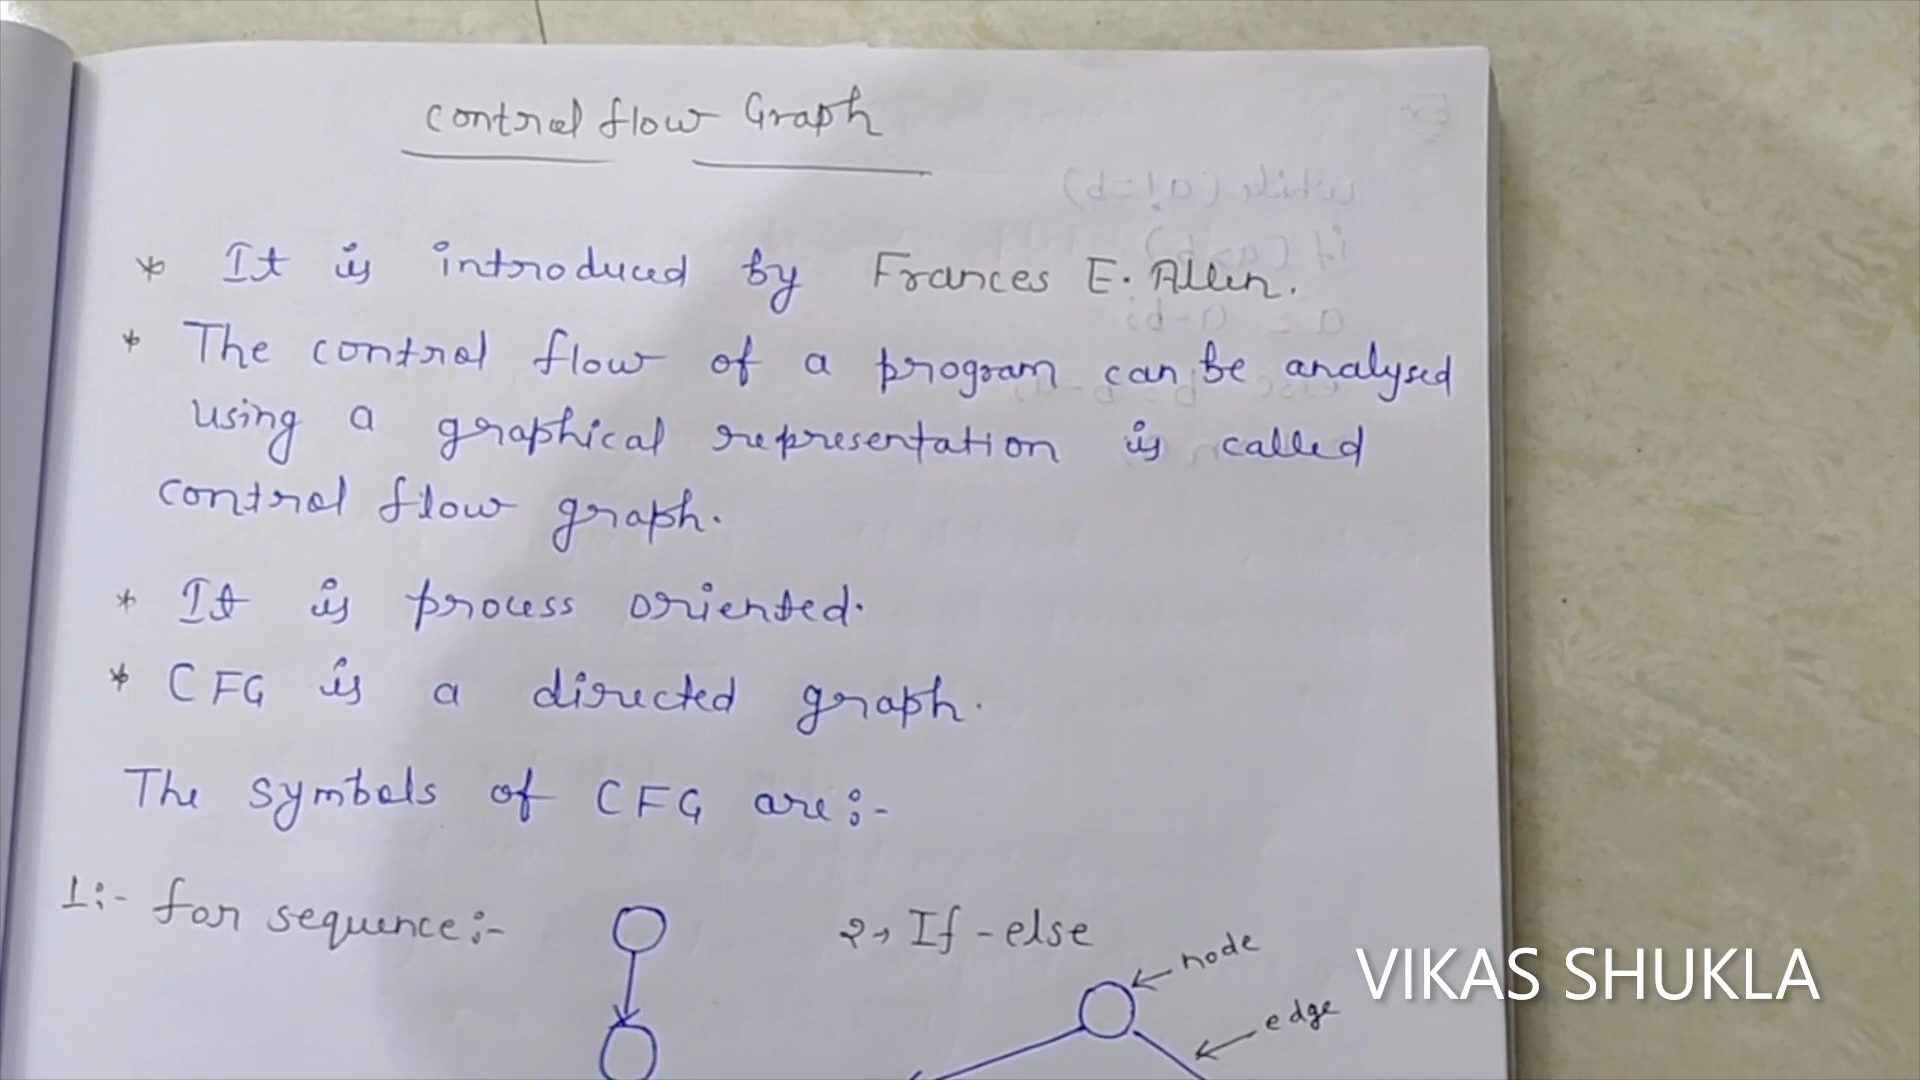 Control flow Graph
* It is introduced by Frances E. Allen.
* The control flow of a program can be analysed
using a graphical representation is called
control flow graph.
* It is process oriented.
* CFG is a directed graph.
The symbols of CFG are:-
1:- for sequence:-
2, If-else
node
edge
VIKAS SHUKLA